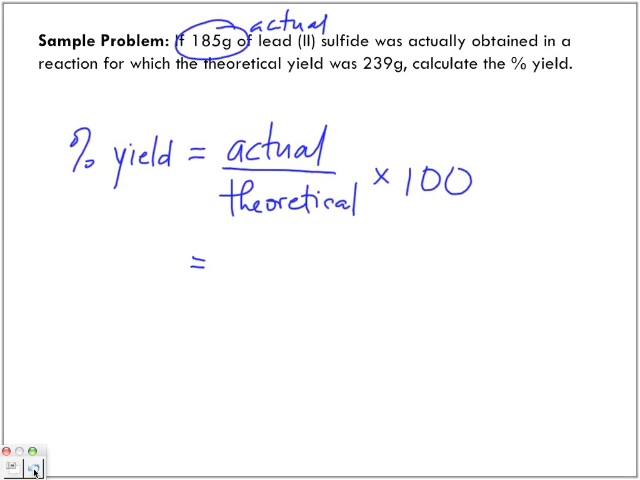 actual
Sample Problem: If 185g of lead (II) sulfide was actually obtained in a
reaction for which the theoretical yield was 239g, calculate the % yield.
% yield = actual
theoretical × 100
=